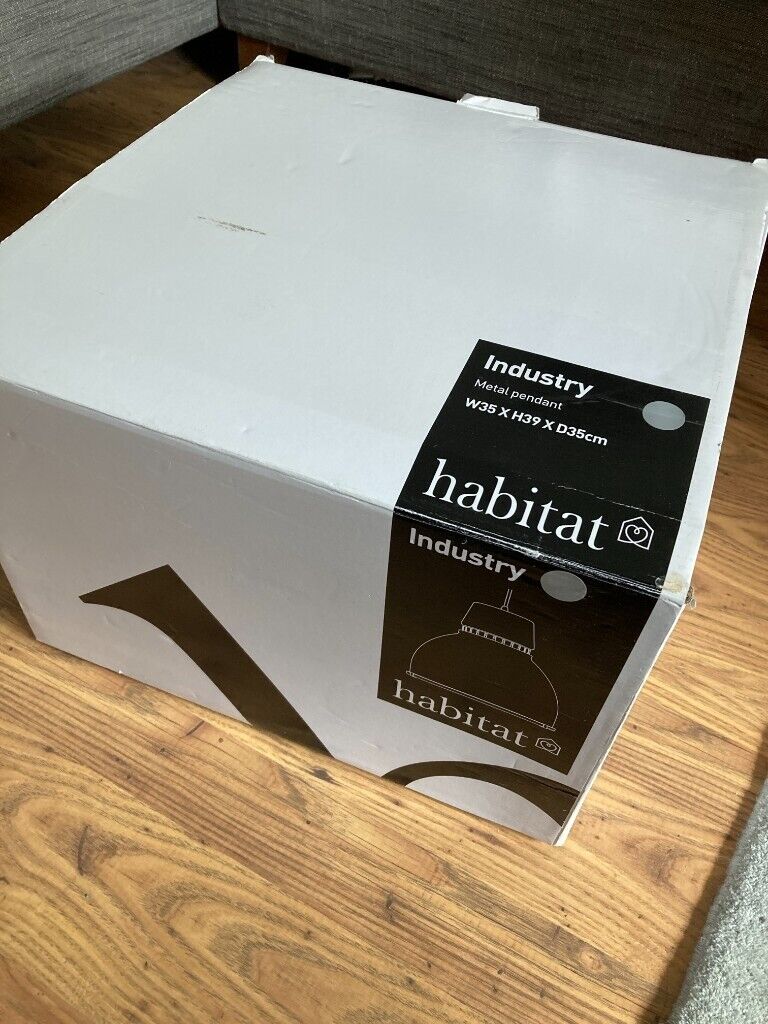 Industry
Metal pendant
W35 X H39 X D35cm
habitat
Industry
habitat